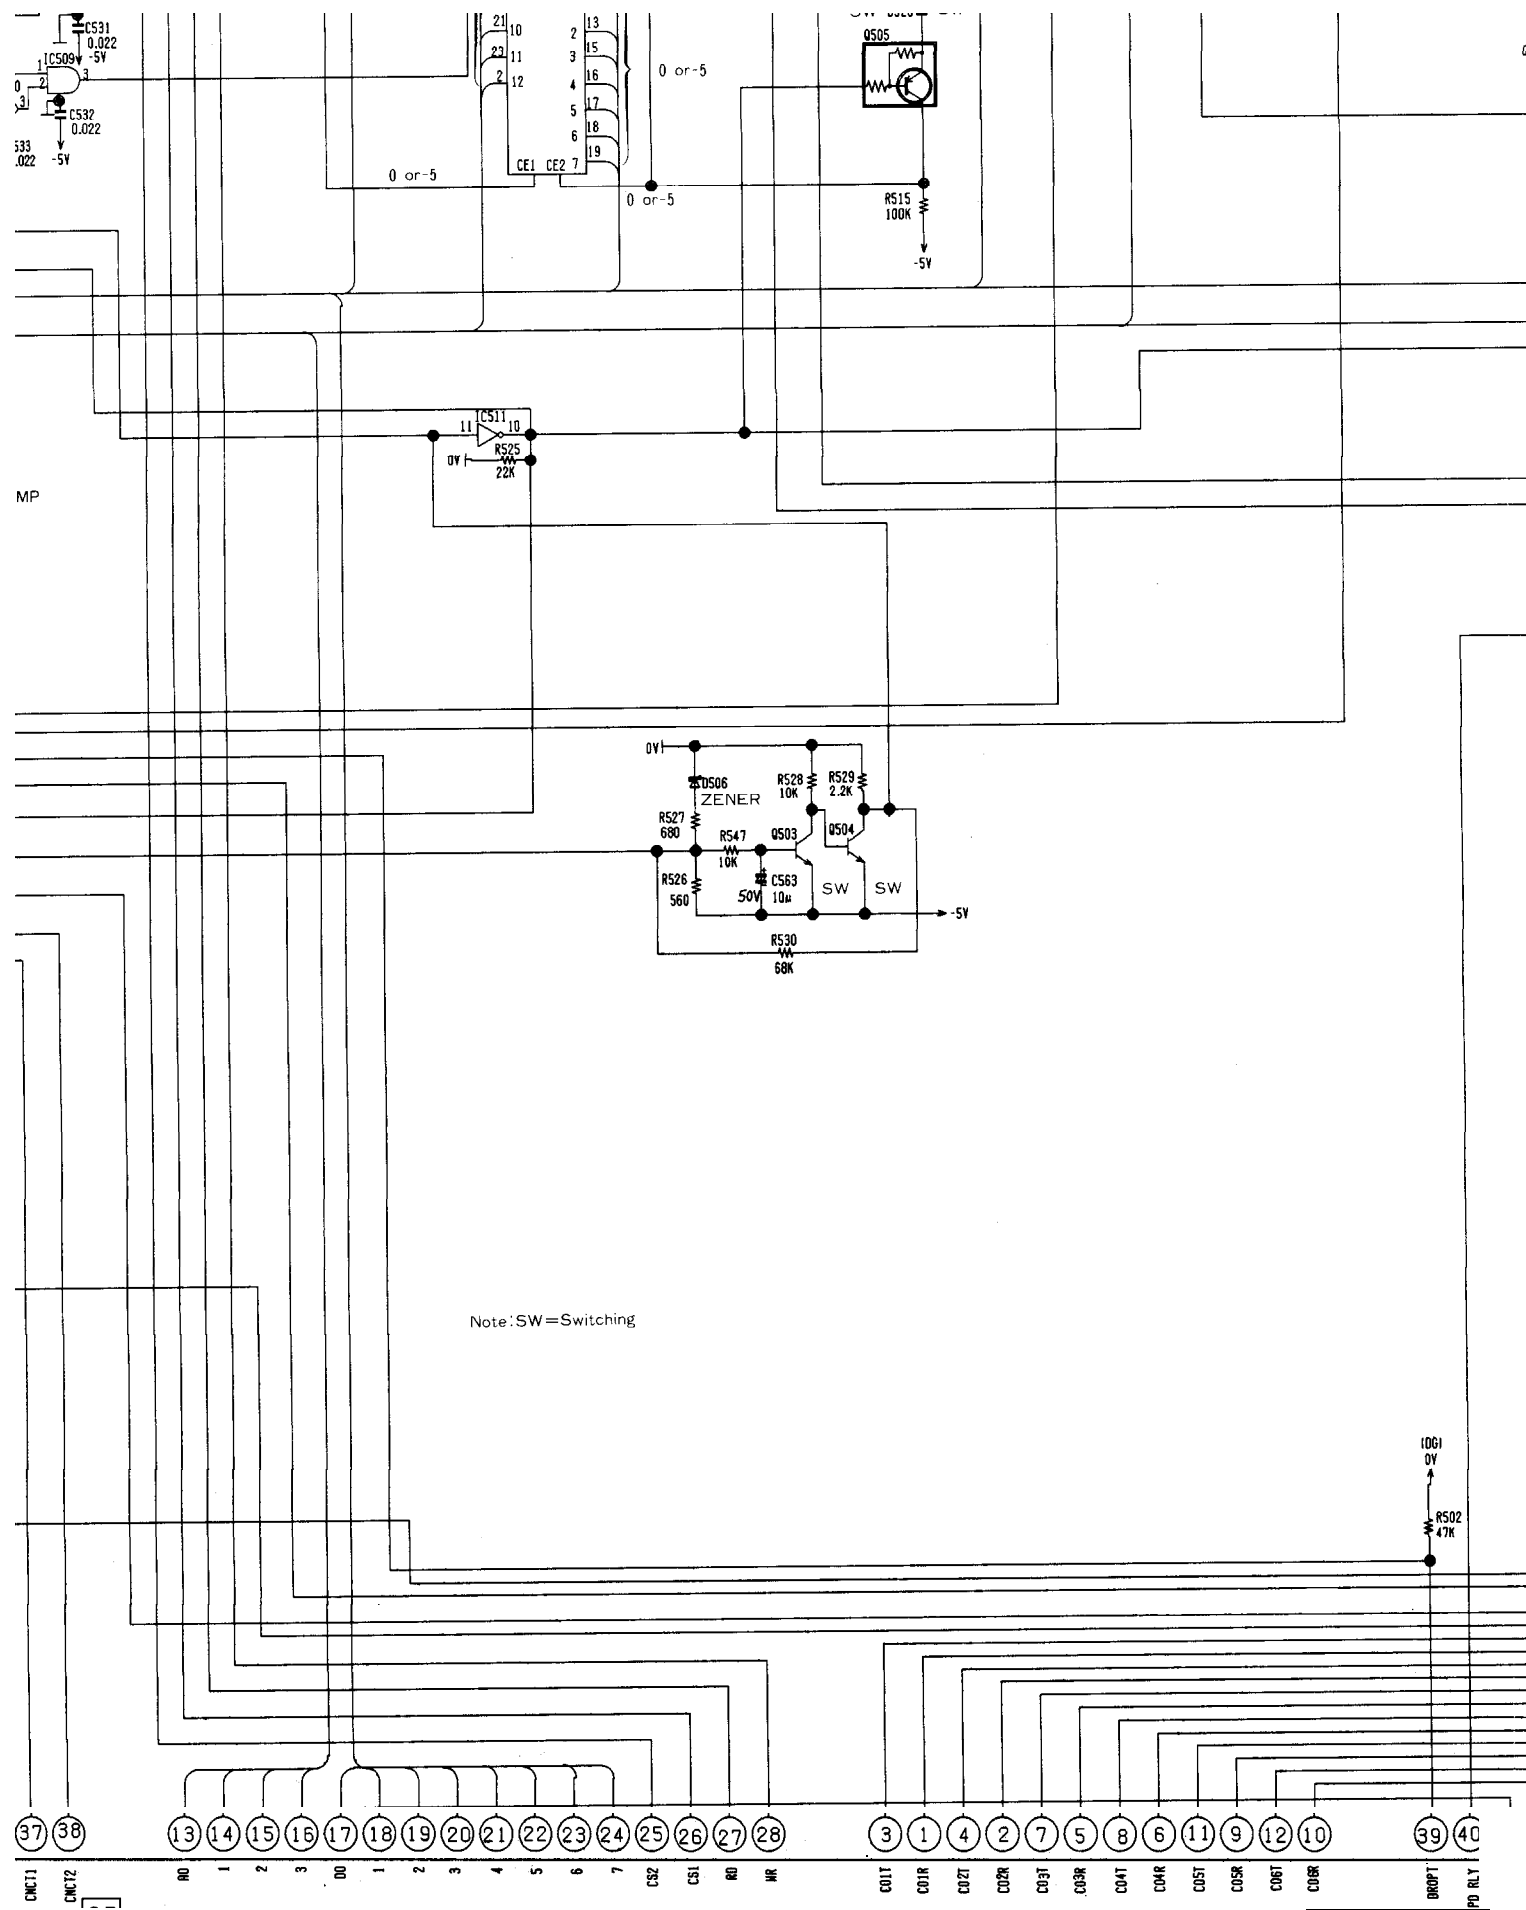 C531
0.022
-5V
IC509
1
2
3
C532
0.022
-5V
533
.022
21
10
23
11
2
12
13
2
15
3
16
4
17
5
18
6
19
7
CE1 CE2
0 or-5
0 or-5
0 or-5
Q505
R515
100K
-5V
IC511
11
10
0V
R525
22K
MP
0V
D506
ZENER
R527
680
R547
10K
R528
10K
R529
2.2K
Q503
Q504
R526
560
50V
C563
10μ
SW
SW
-5V
R530
68K
Note:SW=Switching
(DG)
0V
R502
47K
37 38 13 14 15 16 17 18 19 20 21 22 23 24 25 26 27 28 3 1 4 2 7 5 8 6 11 9 12 10 39 40
CNCT1 CNCT2 A0 1 2 3 D0 1 2 3 4 5 6 7 CS2 CS1 RD WR CO1T CO1R CO2T CO2R CO3T CO3R CO4T CO4R CO5T CO5R CO6T CO6R DROPT PD RLY